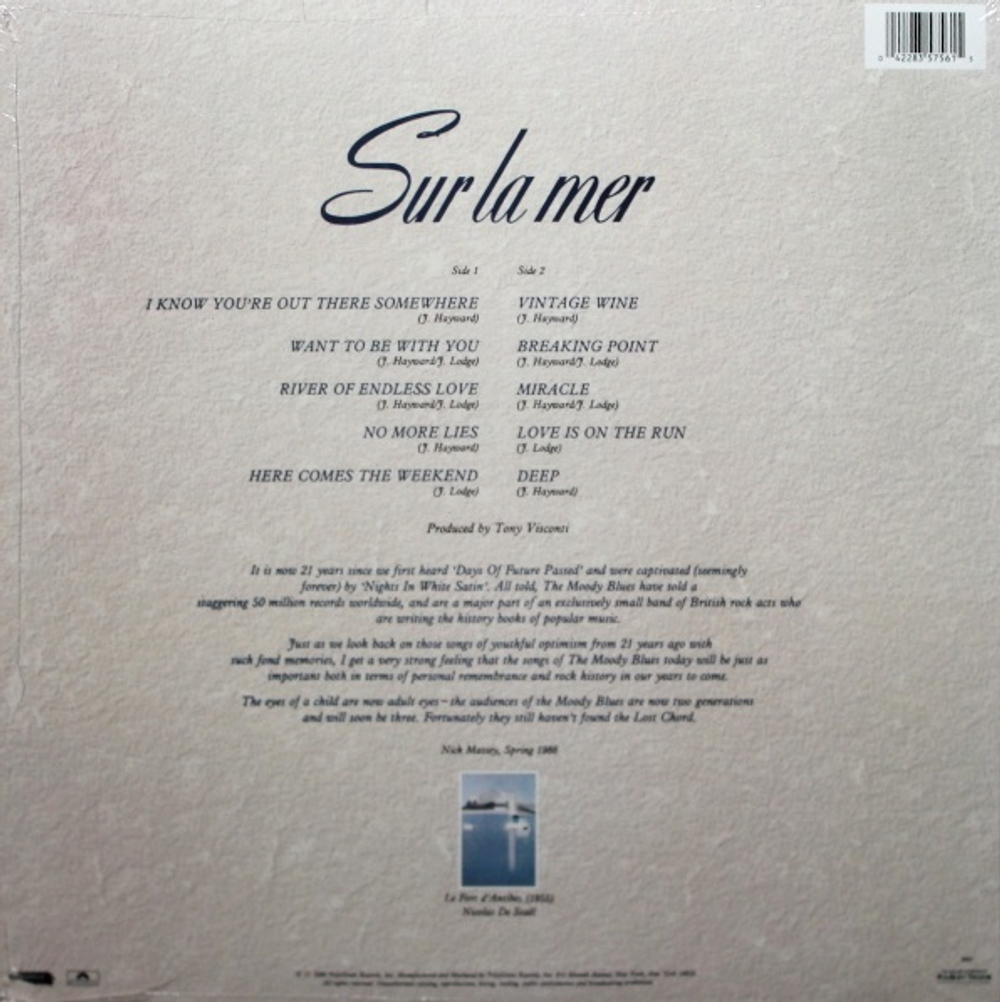 0 42283 57561 3
Sur la mer
Side 1
I KNOW YOU'RE OUT THERE SOMEWHERE
(J. Hayward)
WANT TO BE WITH YOU
(J. Hayward/J. Lodge)
RIVER OF ENDLESS LOVE
(J. Hayward/J. Lodge)
NO MORE LIES
(J. Hayward)
HERE COMES THE WEEKEND
(J. Lodge)
Side 2
VINTAGE WINE
(J. Hayward)
BREAKING POINT
(J. Hayward/J. Lodge)
MIRACLE
(J. Hayward/J. Lodge)
LOVE IS ON THE RUN
(J. Lodge)
DEEP
(J. Hayward)
Produced by Tony Visconti
It is now 21 years since we first heard 'Days Of Future Passed' and were captivated (seemingly
forever) by 'Nights In White Satin'. All told, The Moody Blues have sold a
staggering 50 million records worldwide, and are a major part of an exclusively small band of British rock acts who
are writing the history books of popular music.
Just as we look back on those songs of youthful optimism from 21 years ago with
such fond memories, I get a very strong feeling that the songs of The Moody Blues today will be just as
important both in terms of personal remembrance and rock history in our years to come.
The eyes of a child are now adult eyes – the audiences of the Moody Blues are now two generations
and will soon be three. Fortunately they still haven't found the Lost Chord.
Nick Massey, Spring 1988
Le Fort d'Antibes, (1955)
Nicolas De Staël